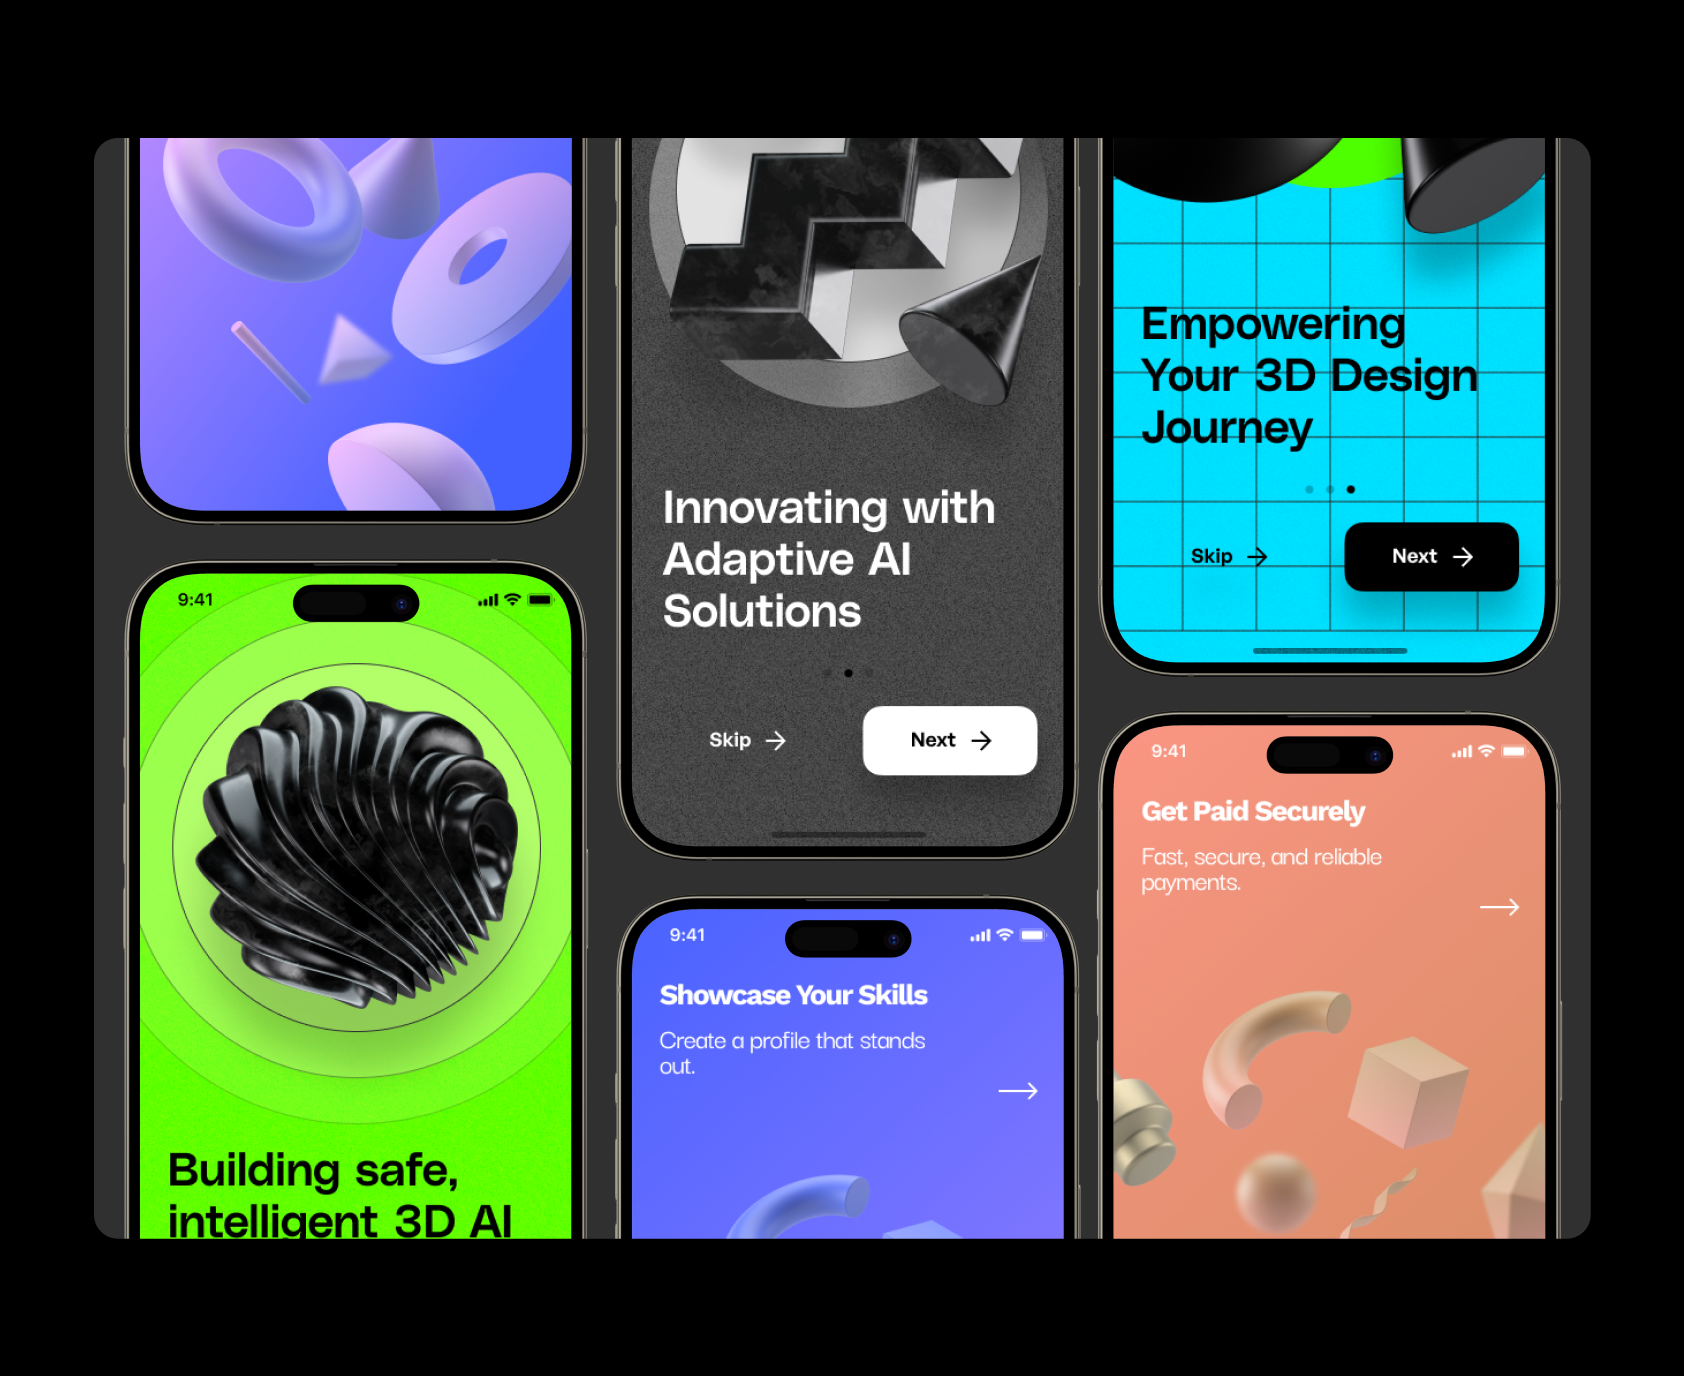 9:41
Building safe,
intelligent 3D AI
Innovating with
Adaptive AI
Solutions
Skip
Next
9:41
Showcase Your Skills
Create a profile that stands
out.
Empowering
Your 3D Design
Journey
Skip
Next
9:41
Get Paid Securely
Fast, secure, and reliable
payments.